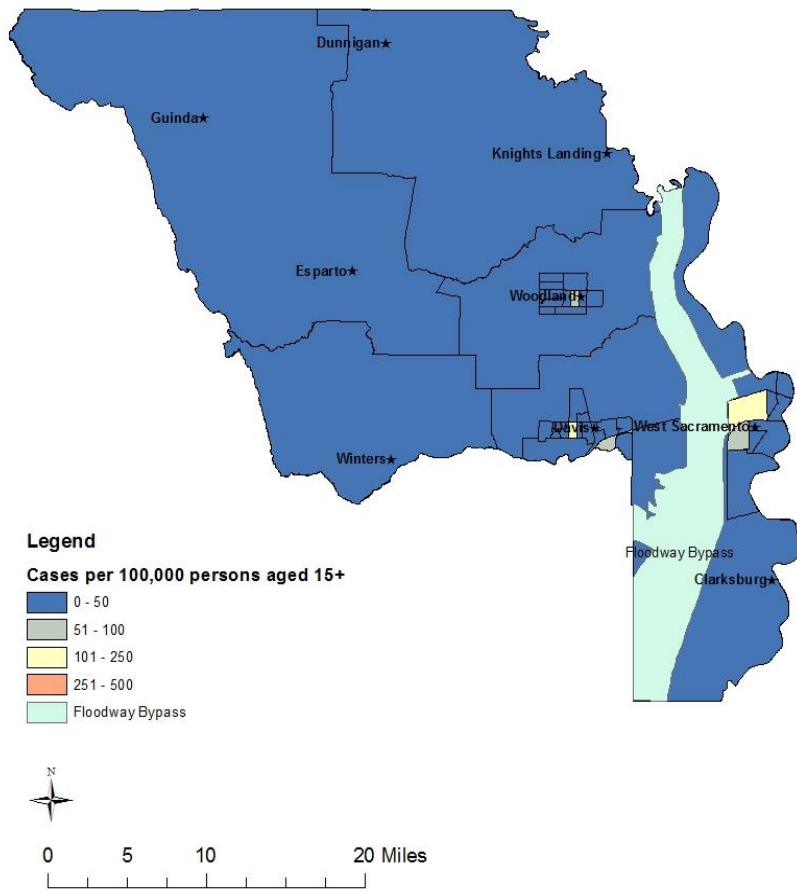 Dunnigan
Guinda
Knights Landing
Esparto
Woodland
Davis
West Sacramento
Winters
Floodway Bypass
Clarksburg
Legend
Cases per 100,000 persons aged 15+
0 - 50
51 - 100
101 - 250
251 - 500
Floodway Bypass
N
0 5 10 20 Miles